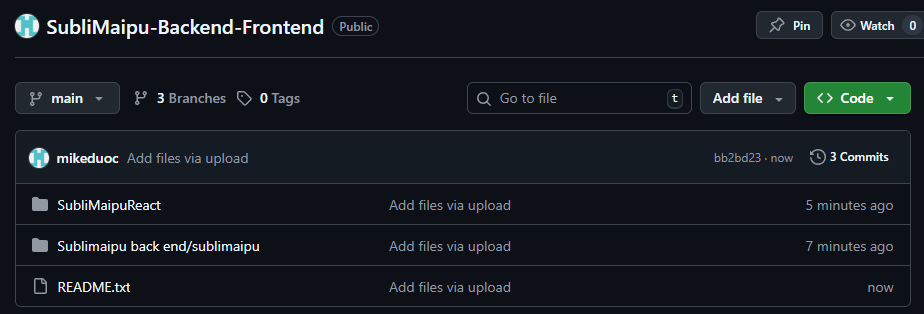 SubliMaipu-Backend-Frontend Public Pin Watch 0
main 3 Branches 0 Tags Go to file t Add file Code
mikeduoc Add files via upload bb2bd23 · now 3 Commits
SubliMaipuReact Add files via upload 5 minutes ago
Sublimaipu back end/sublimaipu Add files via upload 7 minutes ago
README.txt Add files via upload now